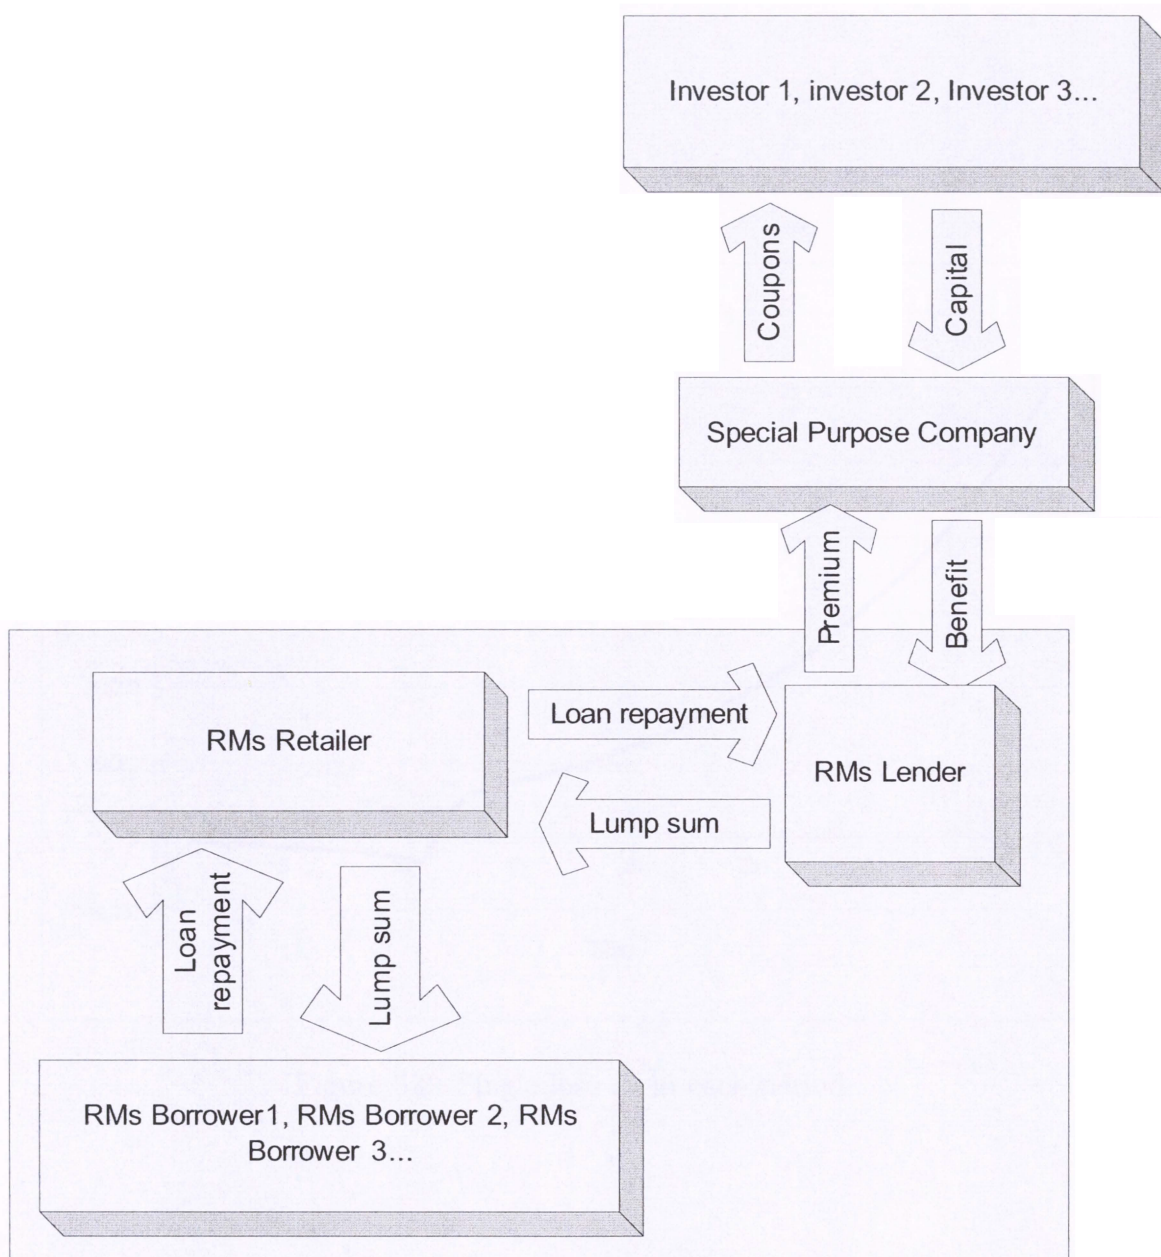 Investor 1, investor 2, Investor 3...
Coupons
Capital
Special Purpose Company
Premium
Benefit
RMs Retailer
Loan repayment
RMs Lender
Lump sum
Loan
repayment
Lump sum
RMs Borrower1, RMs Borrower 2, RMs
Borrower 3...